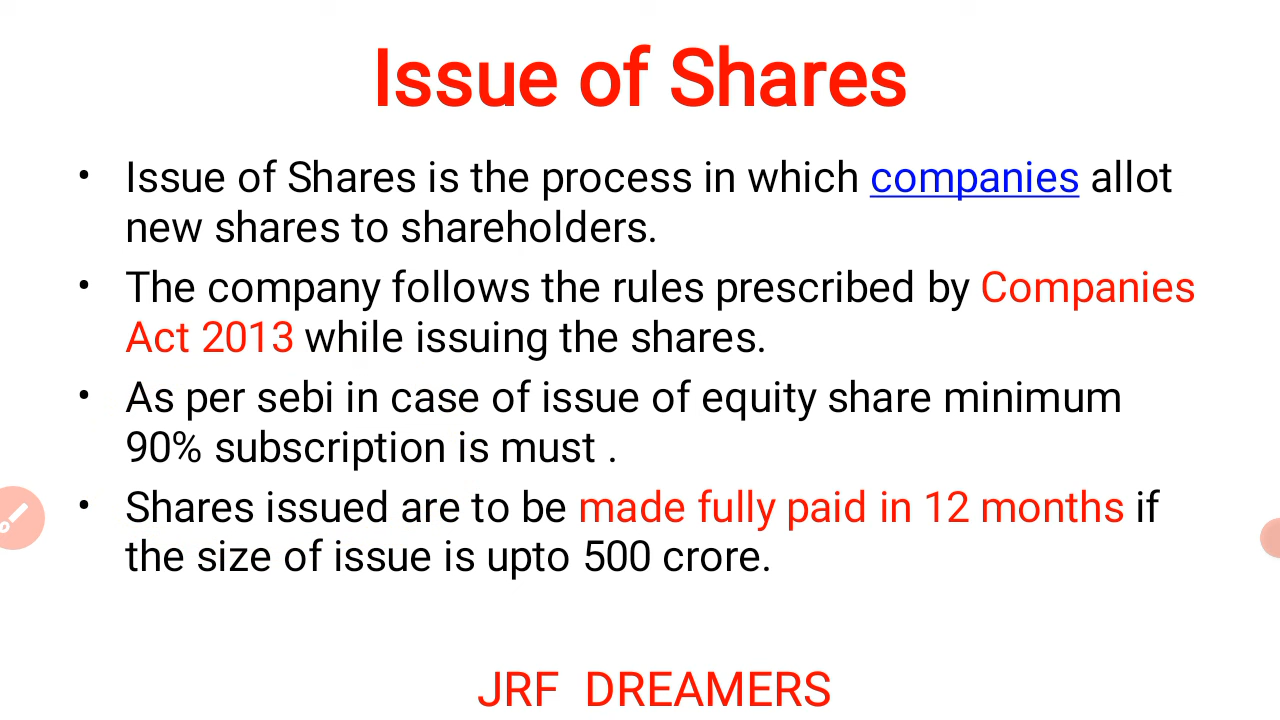 Issue of Shares
• Issue of Shares is the process in which companies allot
new shares to shareholders.
• The company follows the rules prescribed by Companies
Act 2013 while issuing the shares.
• As per sebi in case of issue of equity share minimum
90% subscription is must .
• Shares issued are to be made fully paid in 12 months if
the size of issue is upto 500 crore.
JRF DREAMERS